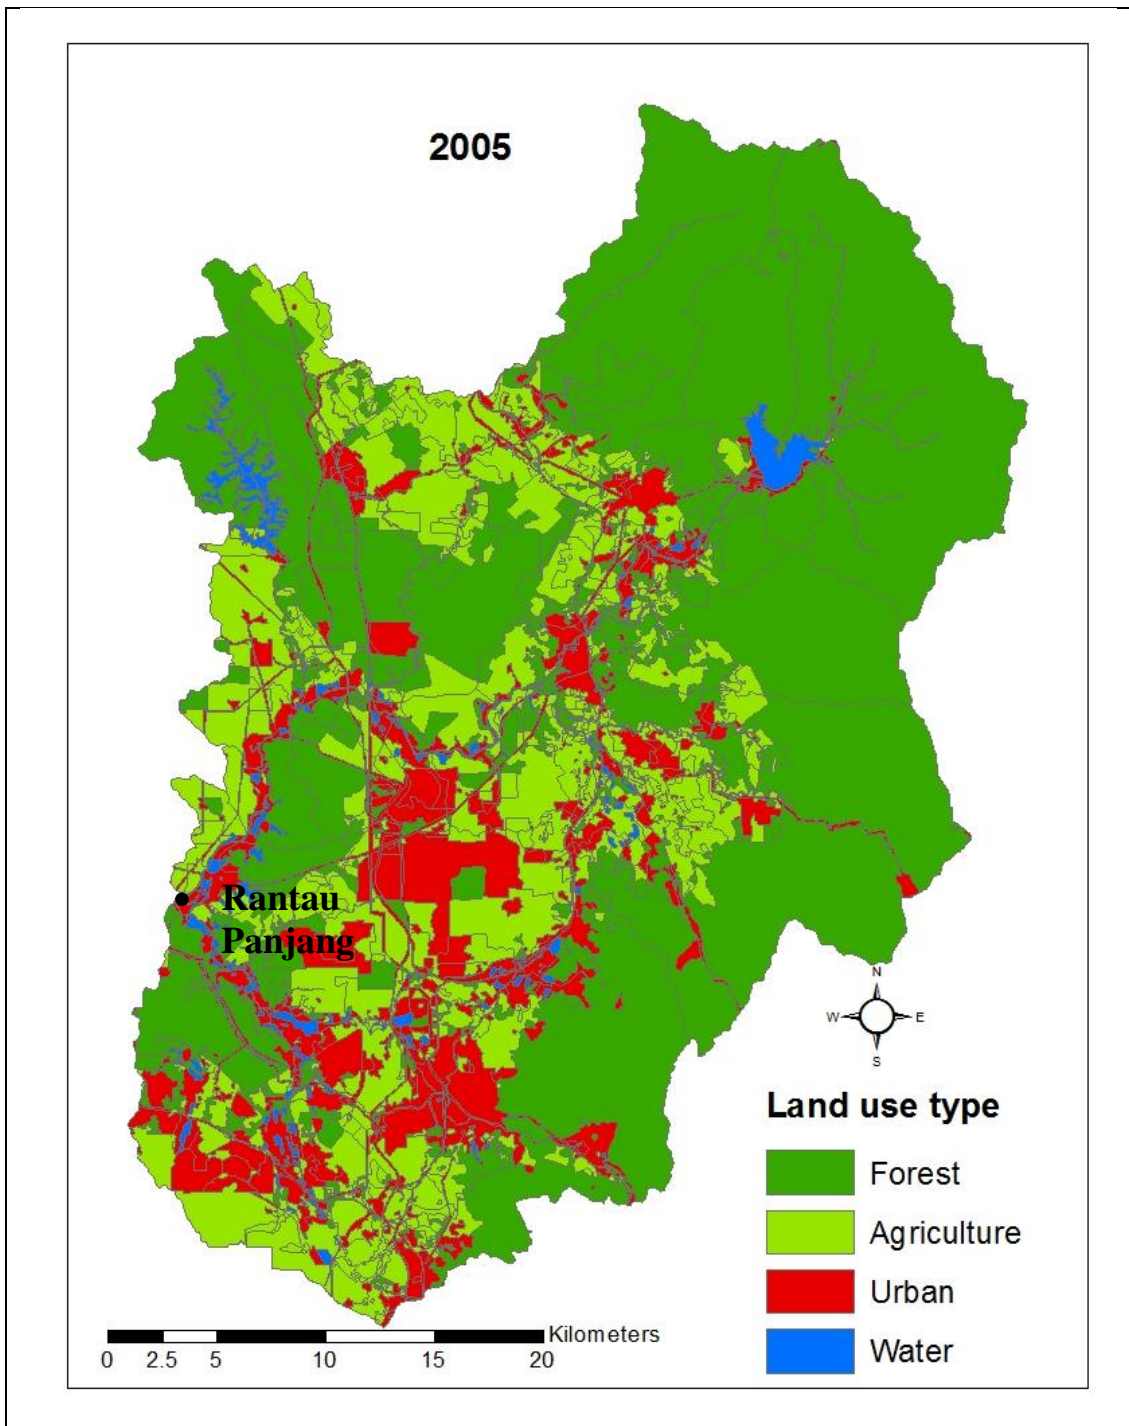 2005
Rantau
Panjang
N
W E
S
Land use type
Forest
Agriculture
Urban
Water
Kilometers
0 2.5 5 10 15 20